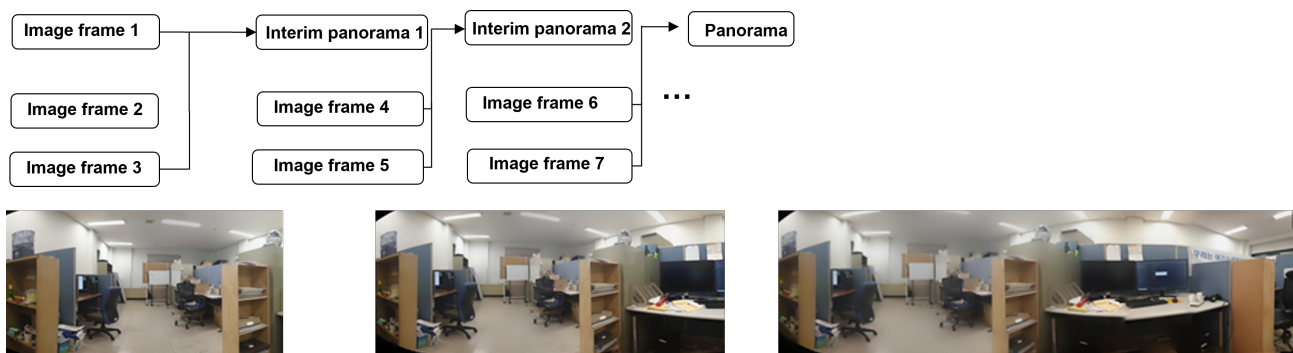 Image frame 1
Interim panorama 1
Interim panorama 2
Panorama
Image frame 2
Image frame 4
Image frame 6
...
Image frame 3
Image frame 5
Image frame 7